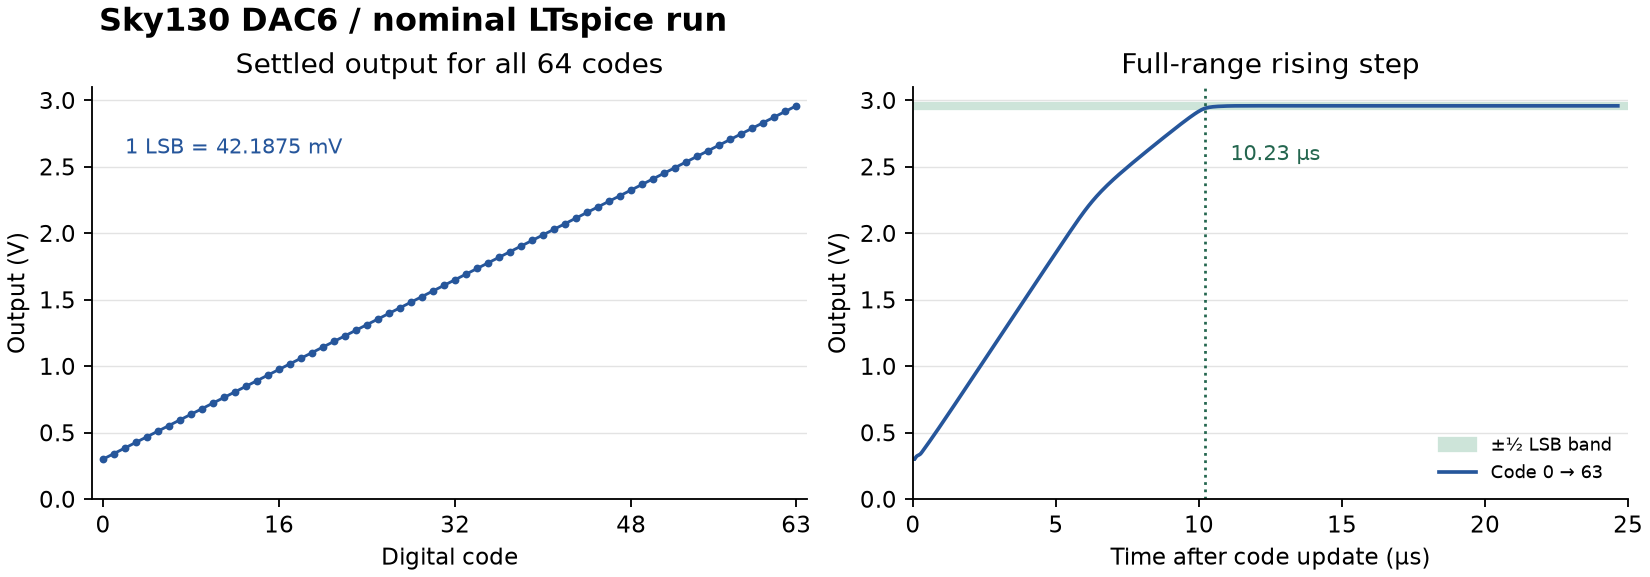 Sky130 DAC6 / nominal LTspice run
Settled output for all 64 codes
3.0
2.5
2.0
1.5
1.0
0.5
0.0
Output (V)
1 LSB = 42.1875 mV
0 16 32 48 63
Digital code
Full-range rising step
3.0
2.5
2.0
1.5
1.0
0.5
0.0
Output (V)
10.23 µs
±½ LSB band
Code 0 → 63
0 5 10 15 20 25
Time after code update (µs)